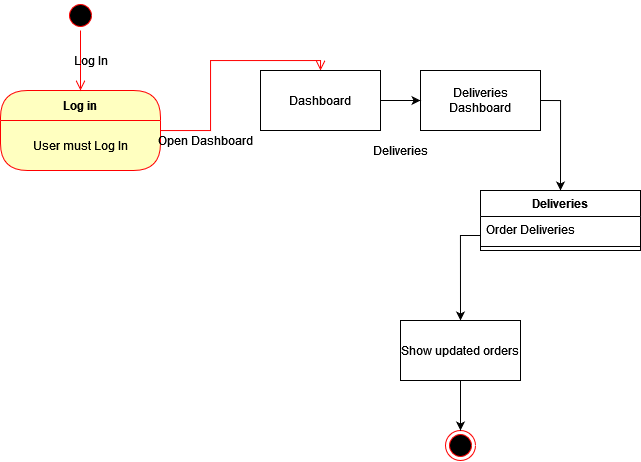 Log In
Log in
User must Log In
Open Dashboard
Dashboard
Deliveries
Deliveries
Dashboard
Deliveries
Order Deliveries
Show updated orders